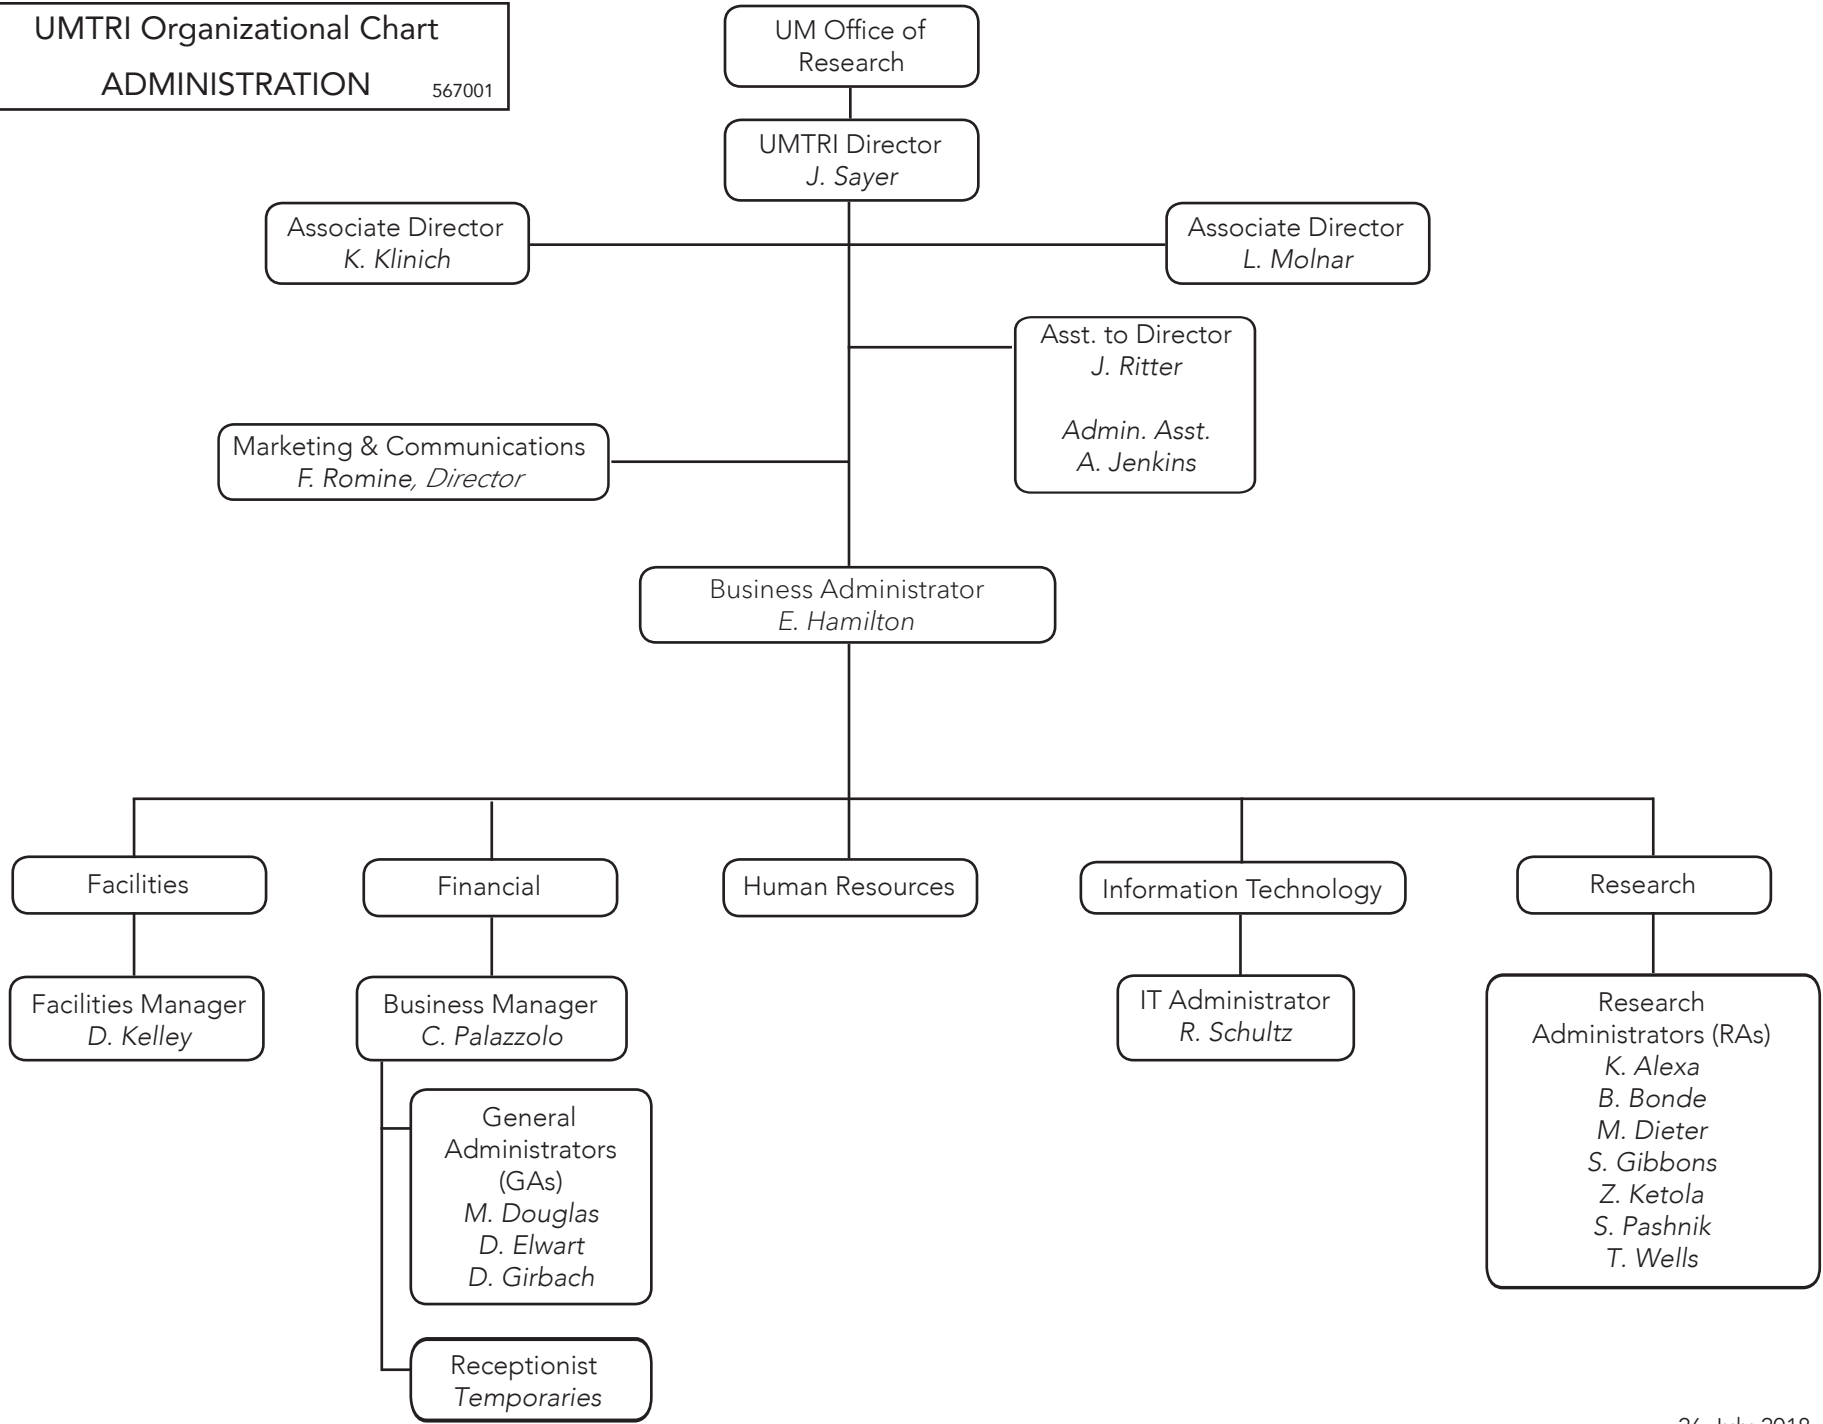 UMTRI Organizational Chart
ADMINISTRATION 567001
UM Office of
Research
UMTRI Director
J. Sayer
Associate Director
K. Klinich
Associate Director
L. Molnar
Asst. to Director
J. Ritter
Admin. Asst.
A. Jenkins
Marketing & Communications
F. Romine, Director
Business Administrator
E. Hamilton
Facilities
Financial
Human Resources
Information Technology
Research
Facilities Manager
D. Kelley
Business Manager
C. Palazzolo
IT Administrator
R. Schultz
Research
Administrators (RAs)
K. Alexa
B. Bonde
M. Dieter
S. Gibbons
Z. Ketola
S. Pashnik
T. Wells
General
Administrators
(GAs)
M. Douglas
D. Elwart
D. Girbach
Receptionist
Temporaries
July 2018